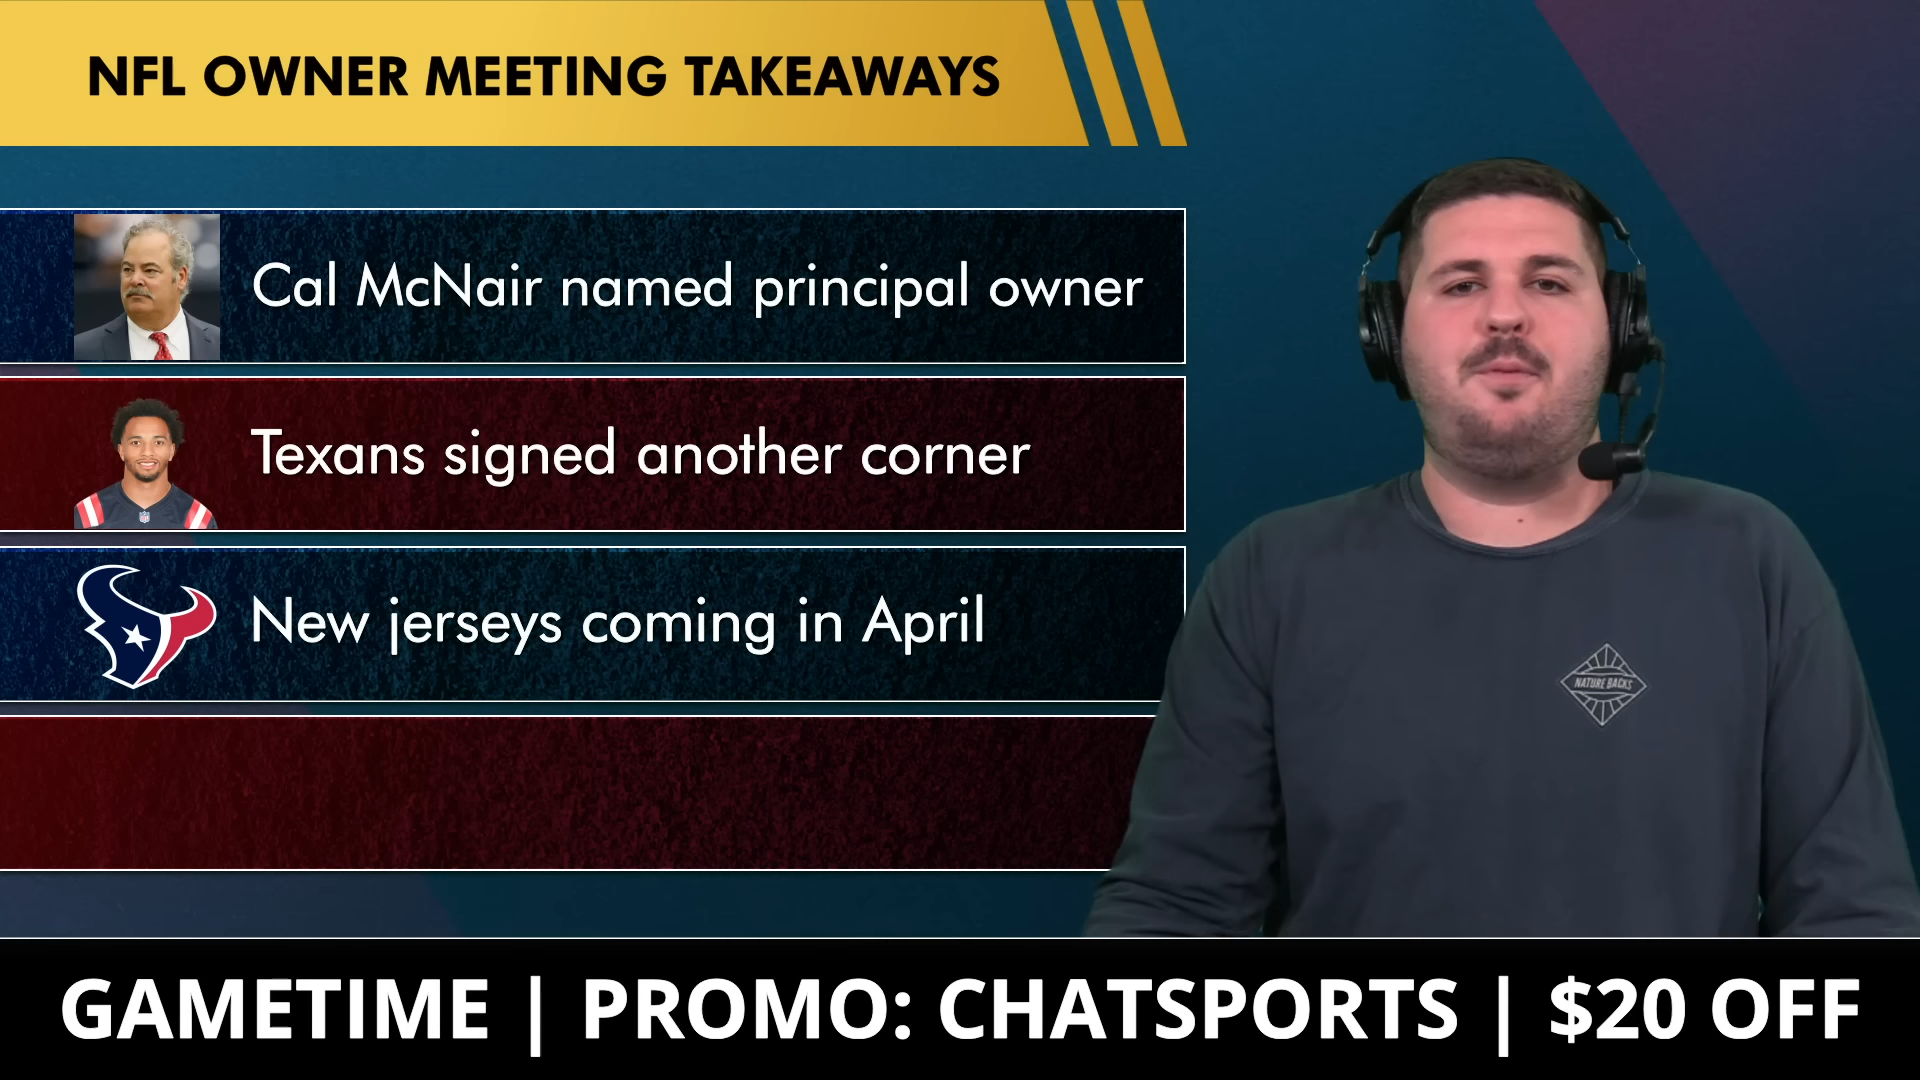 NFL OWNER MEETING TAKEAWAYS
Cal McNair named principal owner
Texans signed another corner
New jerseys coming in April
NATURE BACKS
GAMETIME | PROMO: CHATSPORTS | $20 OFF